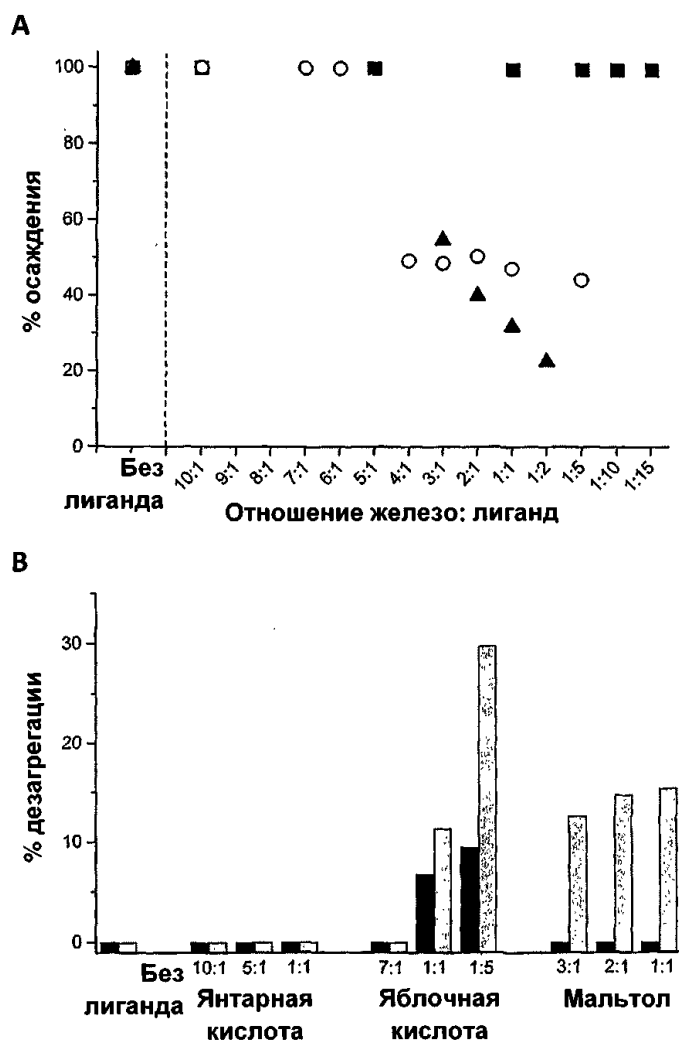 A
100
80
60
40
20
0
% осаждения
Без
лиганда
10:1 9:1 8:1 7:1 6:1 5:1 4:1 3:1 2:1 1:1 1:2 1:5 1:10 1:15
Отношение железо: лиганд
B
30
20
10
0
% дезагрегации
Без
лиганда
10:1 5:1 1:1 7:1 1:1 1:5 3:1 2:1 1:1
Янтарная
кислота
Яблочная
кислота
Мальтол